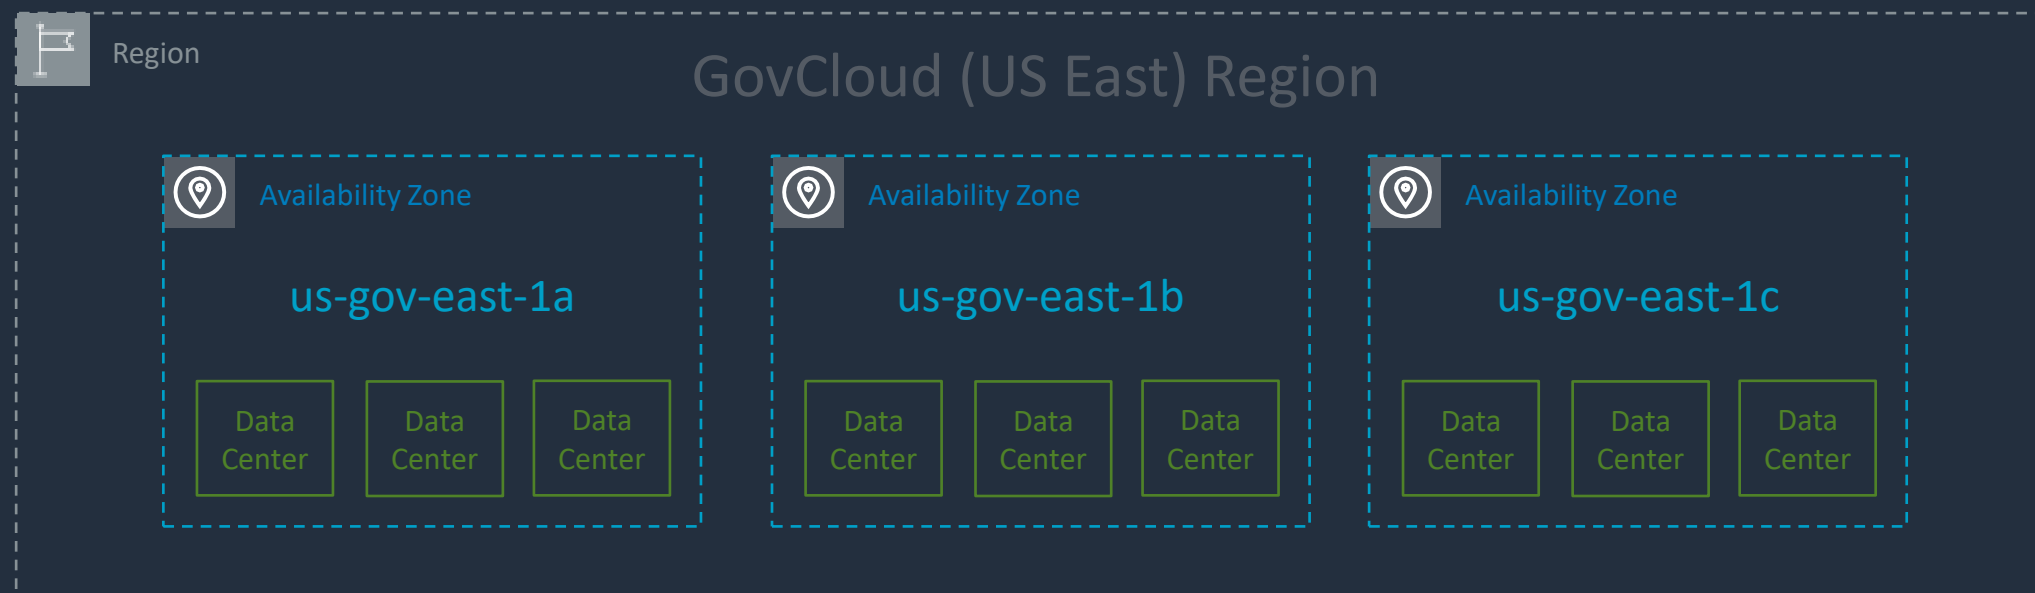 Region
GovCloud (US East) Region
Availability Zone
us-gov-east-1a
Data
Center
Data
Center
Data
Center
Availability Zone
us-gov-east-1b
Data
Center
Data
Center
Data
Center
Availability Zone
us-gov-east-1c
Data
Center
Data
Center
Data
Center